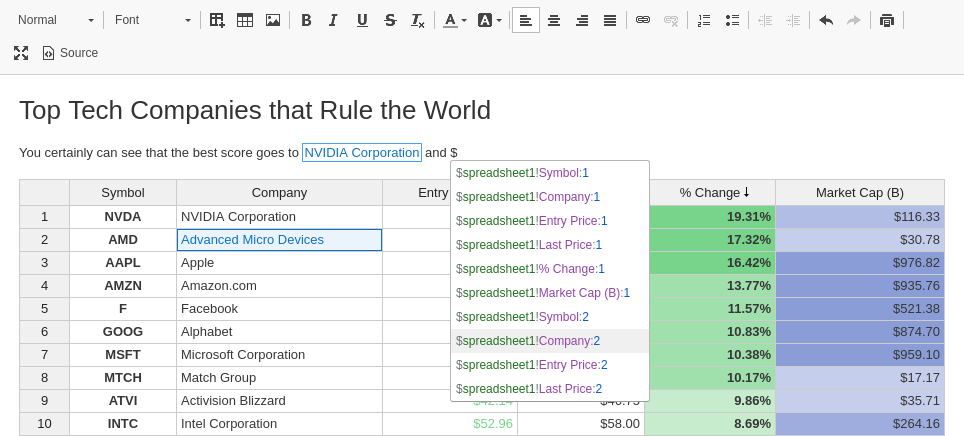 Normal Font B I U S Tx A A
Source
Top Tech Companies that Rule the World
You certainly can see that the best score goes to NVIDIA Corporation and $
$spreadsheet1!Symbol:1
$spreadsheet1!Company:1
$spreadsheet1!Entry Price:1
$spreadsheet1!Last Price:1
$spreadsheet1!% Change:1
$spreadsheet1!Market Cap (B):1
$spreadsheet1!Symbol:2
$spreadsheet1!Company:2
$spreadsheet1!Entry Price:2
$spreadsheet1!Last Price:2
Symbol Company Entry % Change Market Cap (B)
1 NVDA NVIDIA Corporation 19.31% $116.33
2 AMD Advanced Micro Devices 17.32% $30.78
3 AAPL Apple 16.42% $976.82
4 AMZN Amazon.com 13.77% $935.76
5 F Facebook 11.57% $521.38
6 GOOG Alphabet 10.83% $874.70
7 MSFT Microsoft Corporation 10.38% $959.10
8 MTCH Match Group 10.17% $17.17
9 ATVI Activision Blizzard 9.86% $35.71
10 INTC Intel Corporation $52.96 $58.00 8.69% $264.16